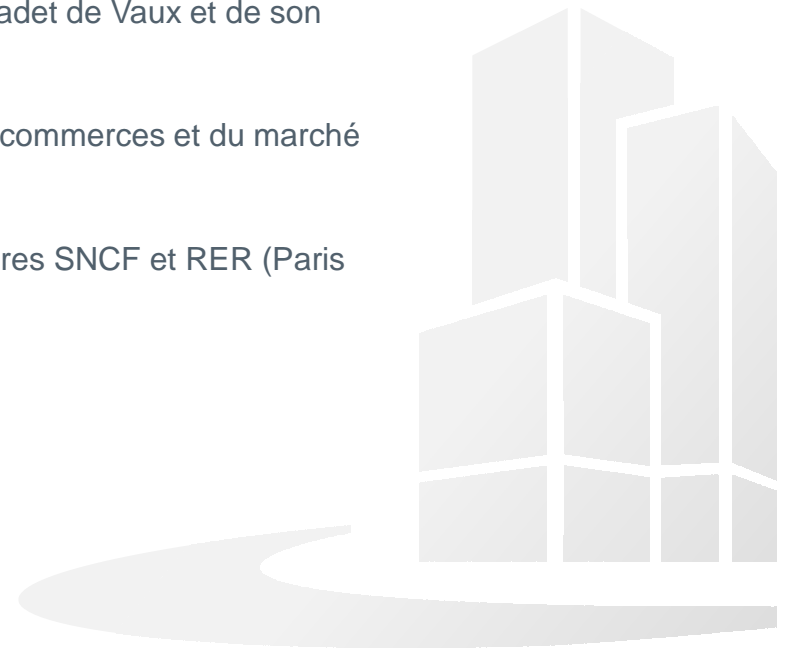 adet de Vaux et de son
commerces et du marché
res SNCF et RER (Paris